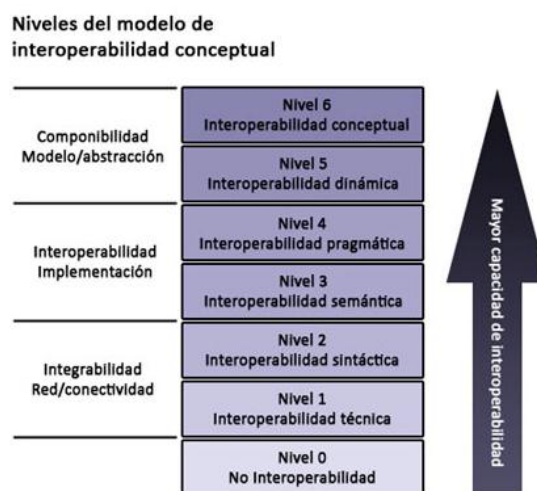 Niveles del modelo de
interoperabilidad conceptual
Componibilidad
Modelo/abstracción
Nivel 6
Interoperabilidad conceptual
Nivel 5
Interoperabilidad dinámica
Interoperabilidad
Implementación
Nivel 4
Interoperabilidad pragmática
Nivel 3
Interoperabilidad semántica
Integrabilidad
Red/conectividad
Nivel 2
Interoperabilidad sintáctica
Nivel 1
Interoperabilidad técnica
Nivel 0
No Interoperabilidad
Mayor capacidad de interoperabilidad